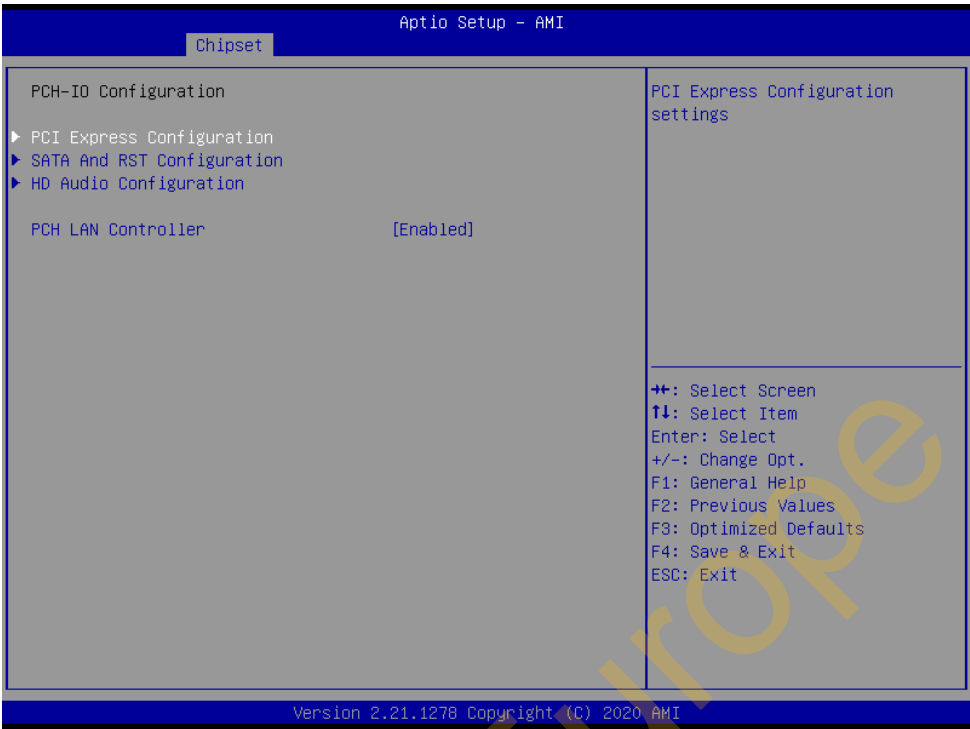 Aptio Setup – AMI
Chipset
PCH-IO Configuration
▶ PCI Express Configuration
▶ SATA And RST Configuration
▶ HD Audio Configuration
PCH LAN Controller [Enabled]
PCI Express Configuration
settings
→←: Select Screen
↑↓: Select Item
Enter: Select
+/-: Change Opt.
F1: General Help
F2: Previous Values
F3: Optimized Defaults
F4: Save & Exit
ESC: Exit
Version 2.21.1278 Copyright (C) 2020 AMI
urope